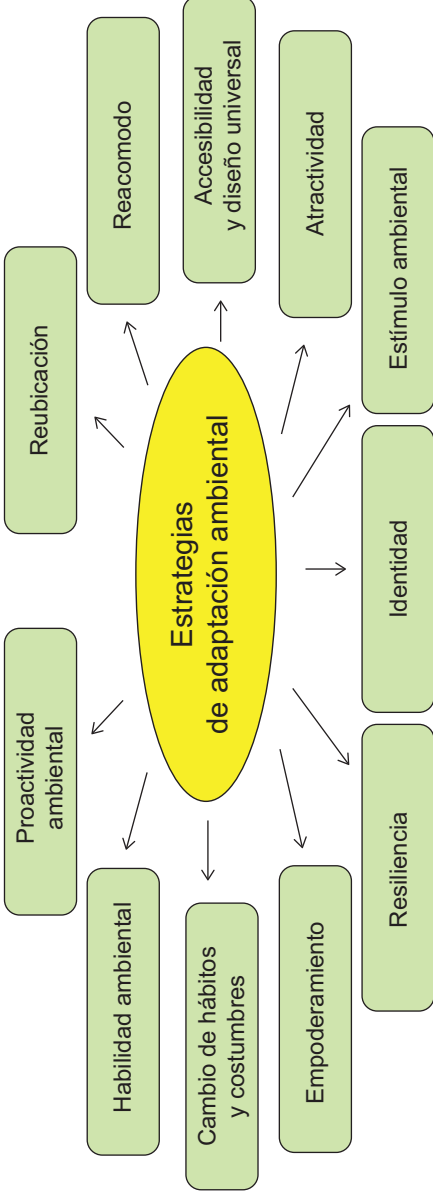 Estrategias
de adaptación ambiental
Reubicación
Reacomodo
Accesibilidad
y diseño universal
Atractividad
Estímulo ambiental
Identidad
Resiliencia
Empoderamiento
Cambio de hábitos
y costumbres
Habilidad ambiental
Proactividad
ambiental